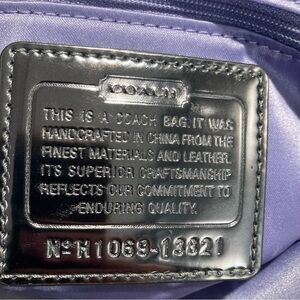 COACH
THIS IS A COACH BAG. IT WAS
HANDCRAFTED IN CHINA FROM THE
FINEST MATERIALS AND LEATHER.
ITS SUPERIOR CRAFTSMANSHIP
REFLECTS OUR COMMITMENT TO
ENDURING QUALITY.
Nº H1069-13821